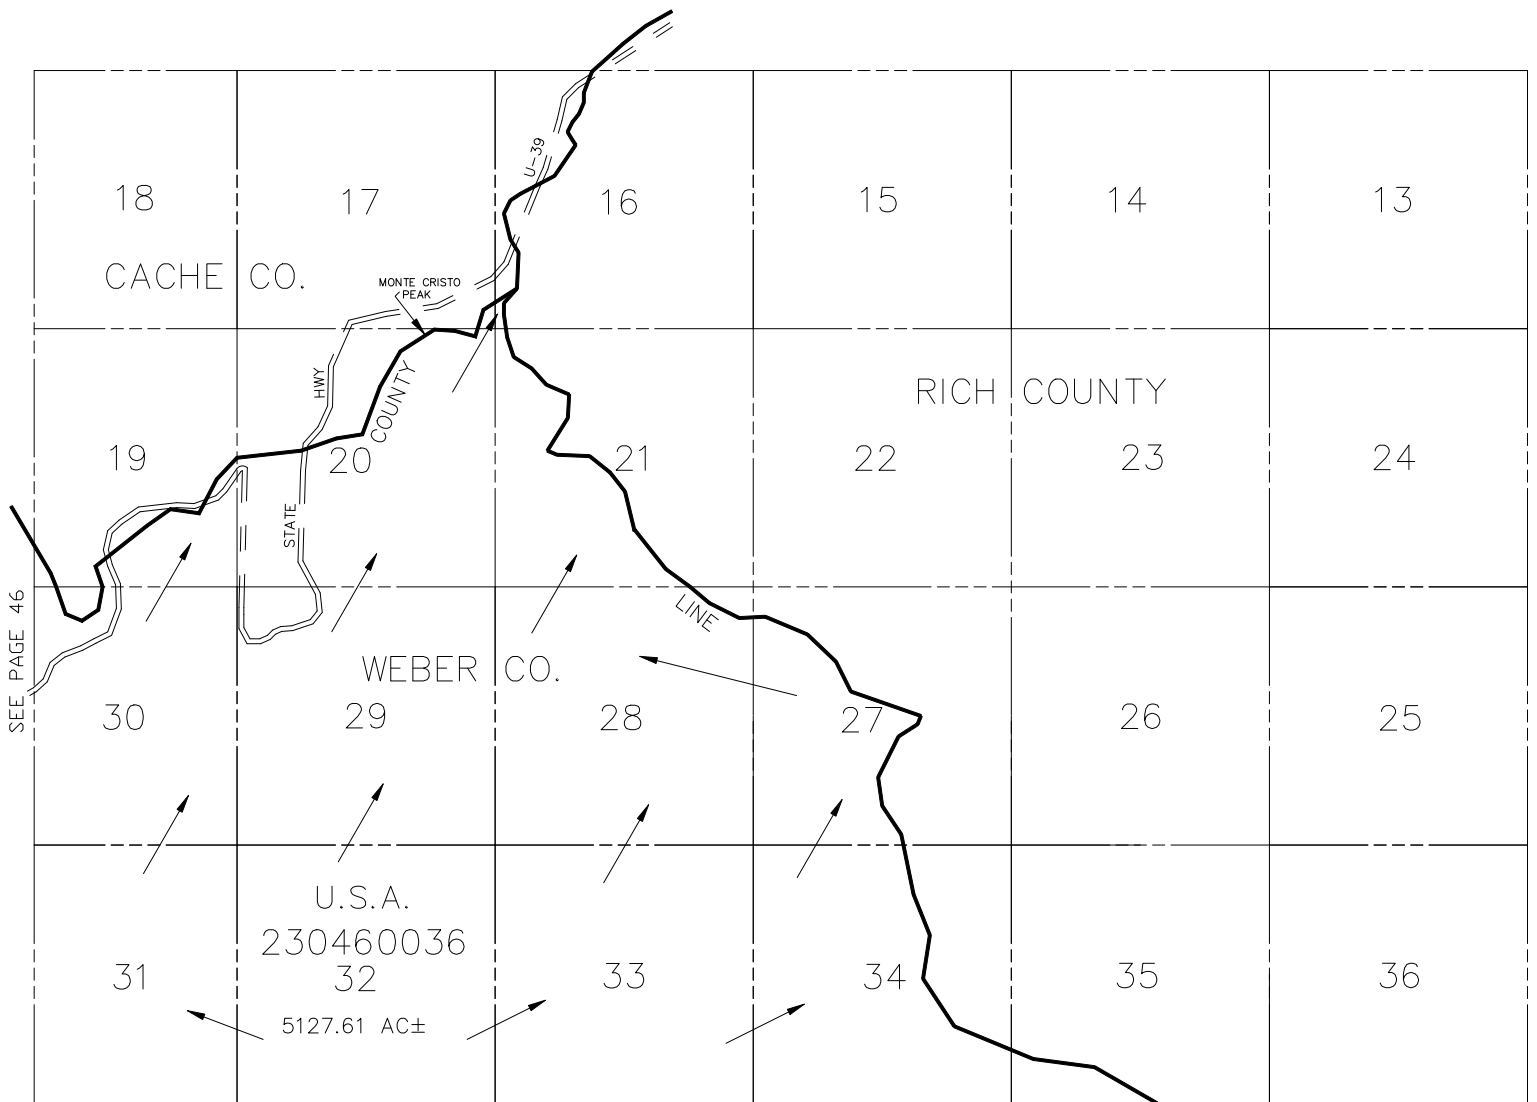 U-39
18
17
16
15
14
13
CACHE CO.
MONTE CRISTO
PEAK
HWY
COUNTY
RICH COUNTY
19
20
21
22
23
24
STATE
LINE
SEE PAGE 46
WEBER CO.
30
29
28
27
26
25
U.S.A.
230460036
31
32
33
34
35
36
5127.61 AC±